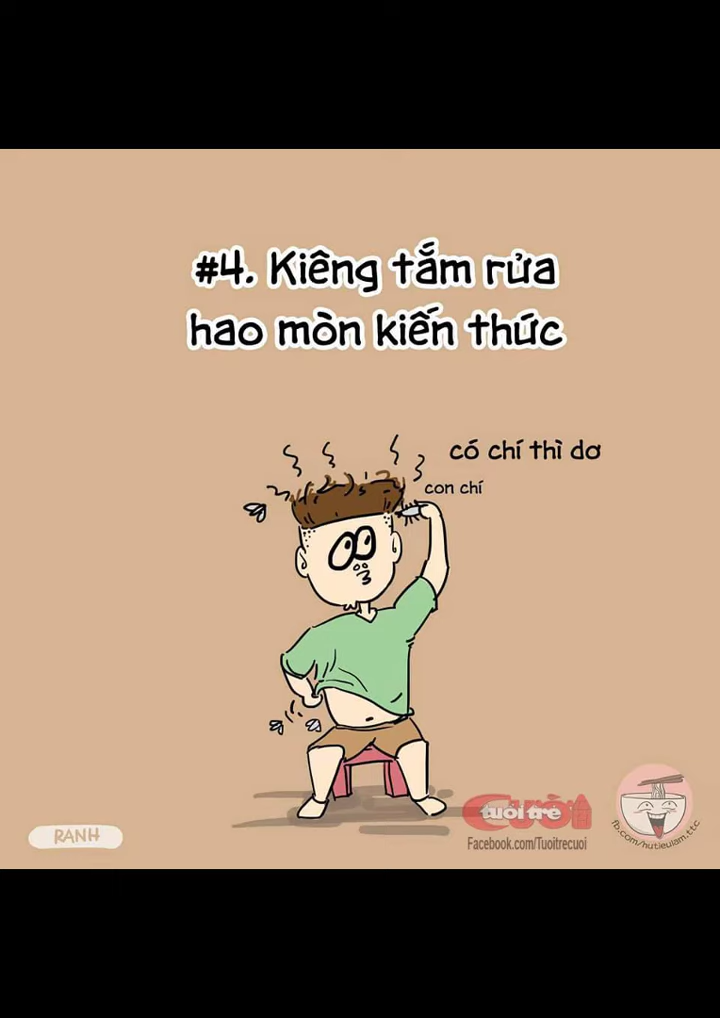 #4. Kiêng tắm rửa
hao mòn kiến thức
có chí thì dơ
con chí
RANH
tuổi trẻ
Cười
Facebook.com/Tuoitrecuoi
fb.com/hutieulam.ttc